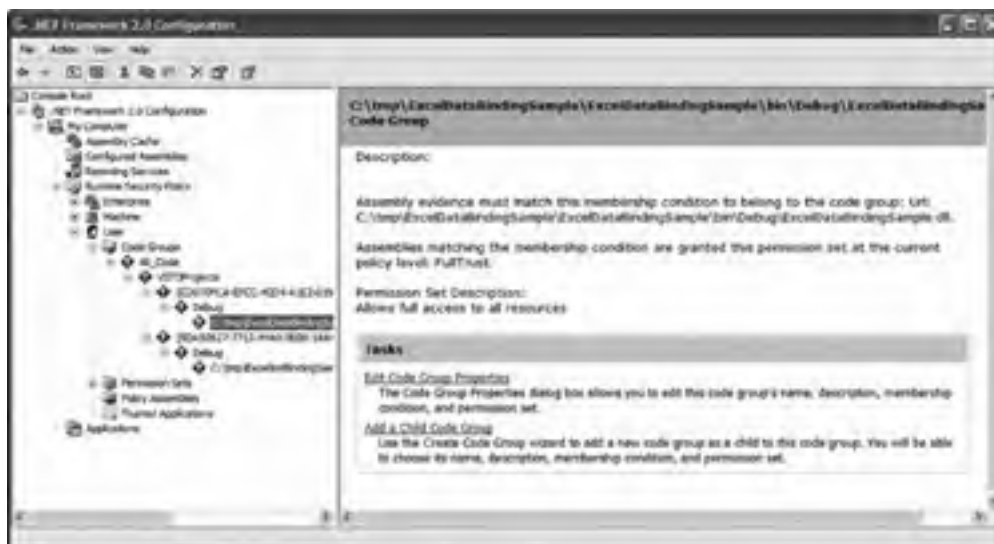 .NET Framework 2.0 Configuration
File Action View Help
Console Root
.NET Framework 2.0 Configuration
My Computer
Assembly Cache
Configured Assemblies
Remoting Services
Runtime Security Policy
Enterprise
Machine
User
Code Groups
All_Code
VSTOProjects
Debug
Debug
Permission Sets
Policy Assemblies
Trusted Applications
Applications
C:\tmp\ExcelDataBindingSample\ExcelDataBindingSample\bin\Debug\ExcelDataBindingSa
Code Group
Description:
Assembly evidence must match this membership condition to belong to the code group: Url:
C:\tmp\ExcelDataBindingSample\ExcelDataBindingSample\bin\Debug\ExcelDataBindingSample.dll.
Assemblies matching the membership condition are granted this permission set at the current
policy level: FullTrust.
Permission Set Description:
Allows full access to all resources
Tasks
Edit Code Group Properties
The Code Group Properties dialog box allows you to edit this code group's name, description, membership
condition, and permission set.
Add a Child Code Group
Use the Create Code Group wizard to add a new code group as a child to this code group. You will be able
to choose its name, description, membership condition, and permission set.